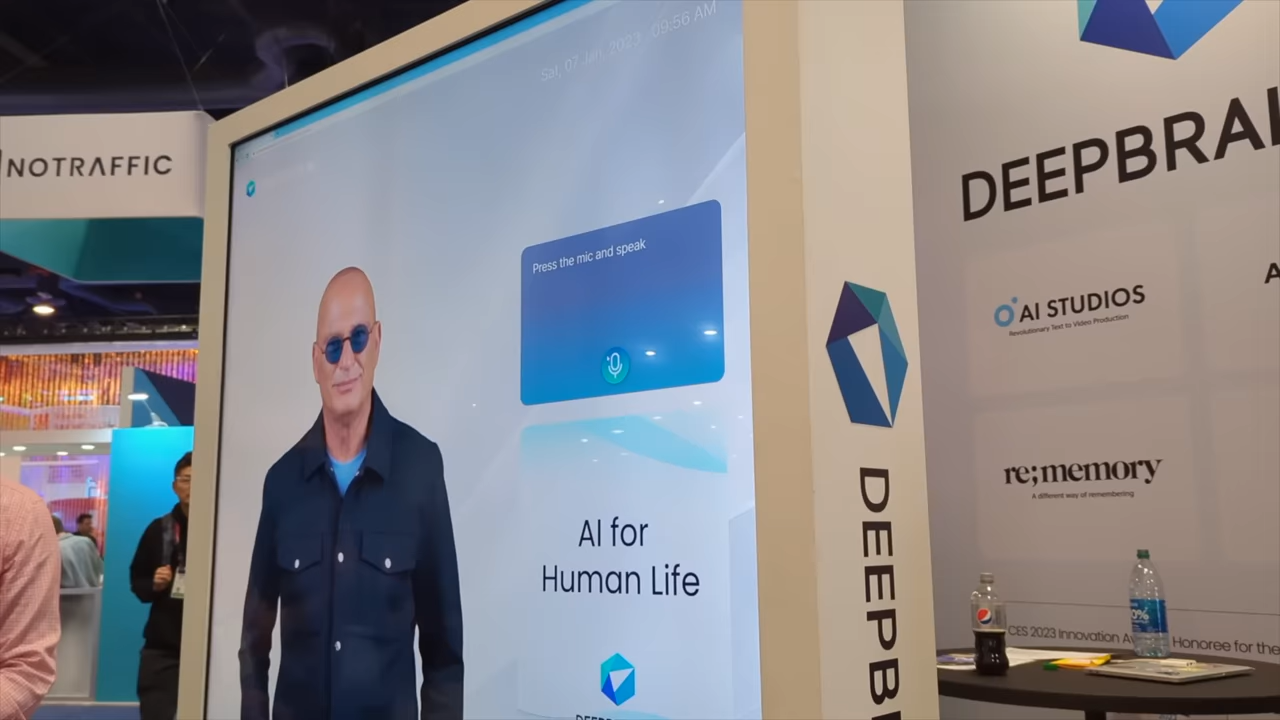 NOTRAFFIC
Sat, 07 Jan, 2023 09:56 AM
Press the mic and speak
AI for
Human Life
DEEPB
DEEPBRAI
AI STUDIOS
Revolutionary Text to Video Production
A
re;memory
A different way of remembering
CES 2023 Innovation Honoree for the